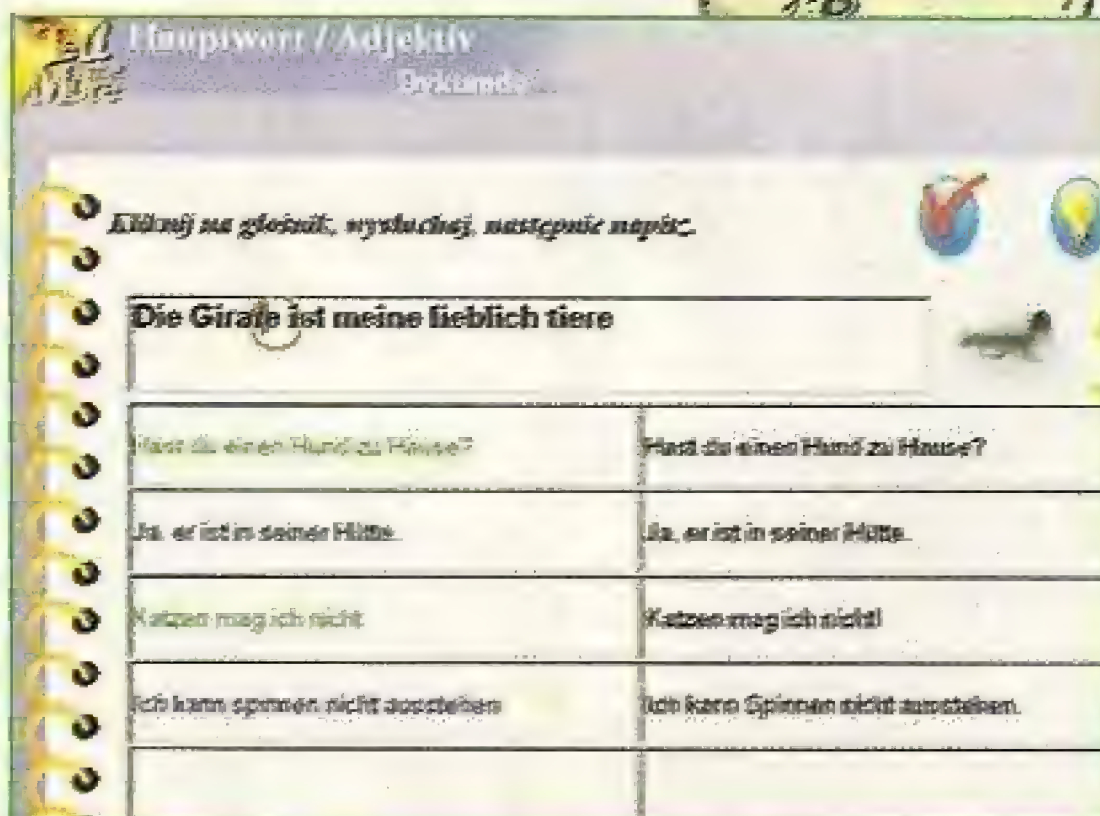 Hauptwort / Adjektiv
Dyktando
Kliknij na głośnik, wysłuchaj, następnie napisz.
Die Girafe ist meine lieblich tiere
Hast du einen Hund zu Hause? Hast du einen Hund zu Hause?
Ja, er ist in seiner Hütte. Ja, er ist in seiner Hütte.
Katzen mag ich nicht Katzen mag ich nicht!
Ich kann spinnen nicht ausstehen Ich kann Spinnen nicht ausstehen.